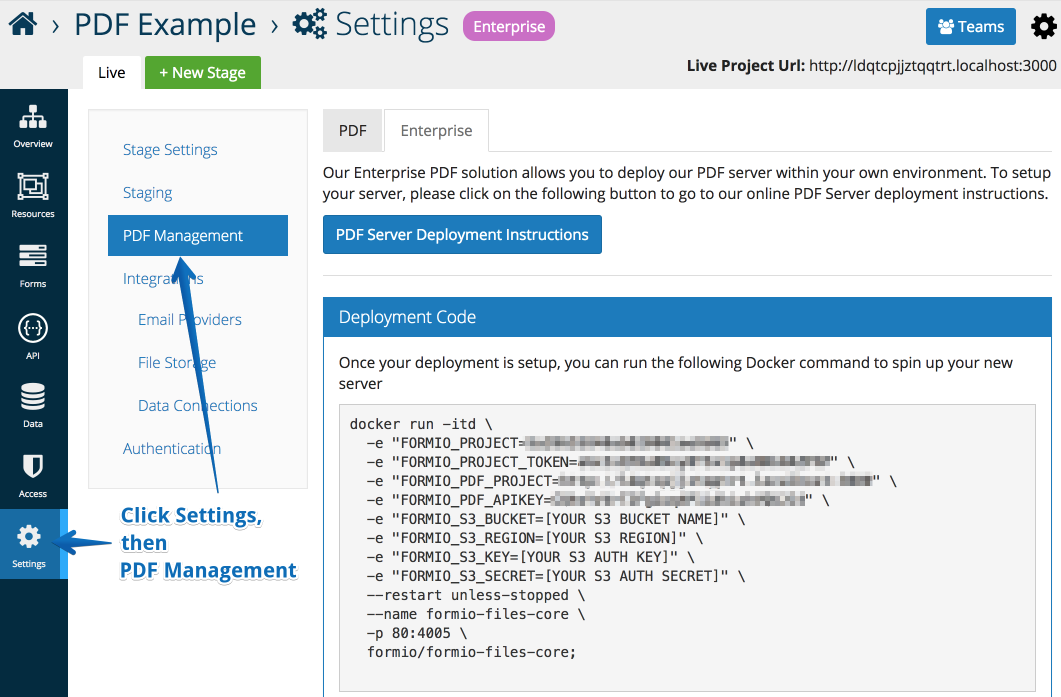 › PDF Example › Settings Enterprise
Teams
Live
+ New Stage
Live Project Url: http://ldqtcpjjztqqtrt.localhost:3000
Overview
Resources
Forms
API
Data
Access
Settings
Stage Settings
Staging
PDF Management
Integrations
Email Providers
File Storage
Data Connections
Authentication
Click Settings,
then
PDF Management
PDF
Enterprise
Our Enterprise PDF solution allows you to deploy our PDF server within your own environment. To setup
your server, please click on the following button to go to our online PDF Server deployment instructions.
PDF Server Deployment Instructions
Deployment Code
Once your deployment is setup, you can run the following Docker command to spin up your new
server
docker run -itd \
-e "FORMIO_PROJECT=" \
-e "FORMIO_PROJECT_TOKEN=" \
-e "FORMIO_PDF_PROJECT=" \
-e "FORMIO_PDF_APIKEY=" \
-e "FORMIO_S3_BUCKET=[YOUR S3 BUCKET NAME]" \
-e "FORMIO_S3_REGION=[YOUR S3 REGION]" \
-e "FORMIO_S3_KEY=[YOUR S3 AUTH KEY]" \
-e "FORMIO_S3_SECRET=[YOUR S3 AUTH SECRET]" \
--restart unless-stopped \
--name formio-files-core \
-p 80:4005 \
formio/formio-files-core;